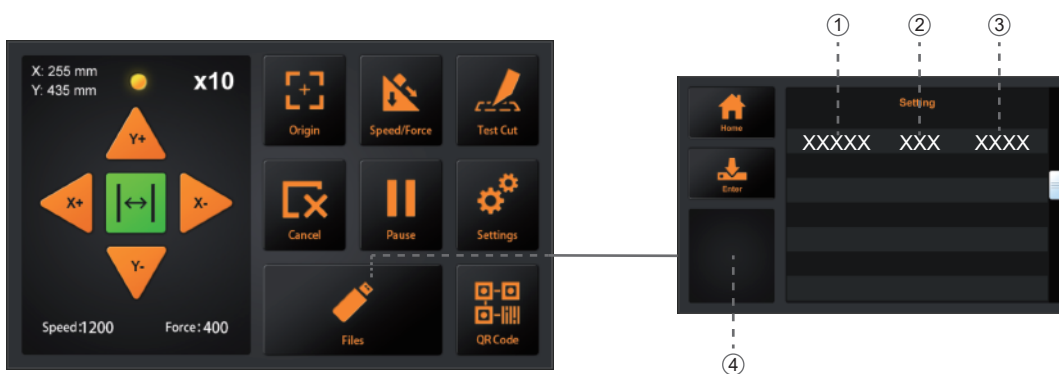 ① ② ③
X: 255 mm
Y: 435 mm
x10
Y+
X+
X-
Y-
Speed:1200 Force:400
Origin Speed/Force Test Cut
Cancel Pause Settings
Files QR Code
Home
Enter
Setting
XXXXX XXX XXXX
④